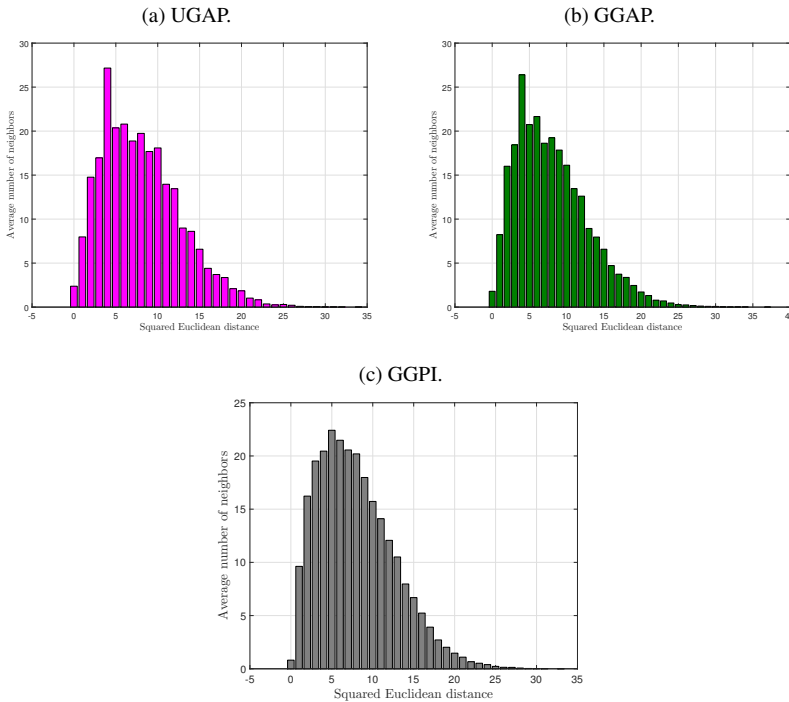 (a) UGAP.
(b) GGAP.
30
25
20
15
10
5
0
Average number of neighbors
-5 0 5 10 15 20 25 30 35
Squared Euclidean distance
30
25
20
15
10
5
0
Average number of neighbors
-5 0 5 10 15 20 25 30 35 40
Squared Euclidean distance
(c) GGPI.
25
20
15
10
5
0
Average number of neighbors
-5 0 5 10 15 20 25 30 35
Squared Euclidean distance